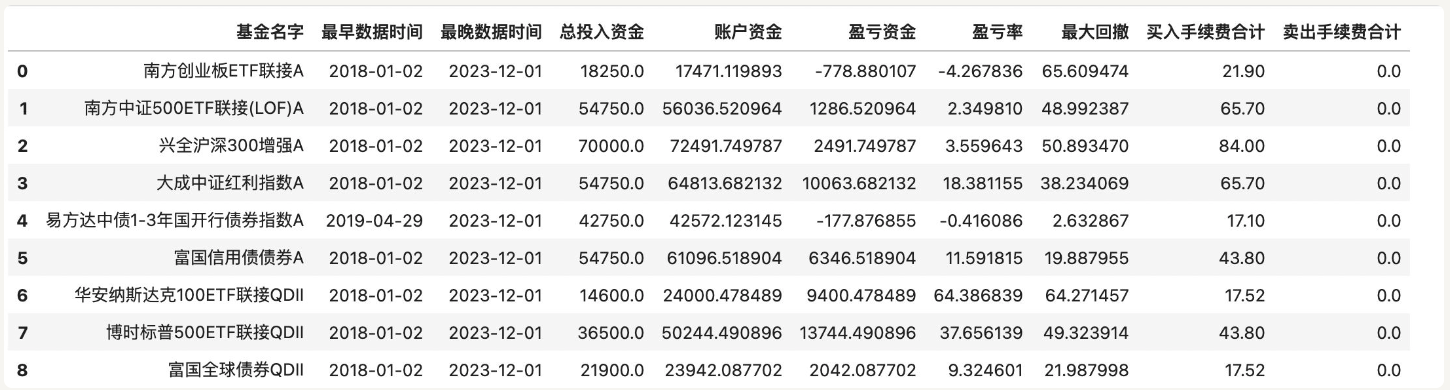 基金名字 最早数据时间 最晚数据时间 总投入资金 账户资金 盈亏资金 盈亏率 最大回撤 买入手续费合计 卖出手续费合计
0 南方创业板ETF联接A 2018-01-02 2023-12-01 18250.0 17471.119893 -778.880107 -4.267836 65.609474 21.90 0.0
1 南方中证500ETF联接(LOF)A 2018-01-02 2023-12-01 54750.0 56036.520964 1286.520964 2.349810 48.992387 65.70 0.0
2 兴全沪深300增强A 2018-01-02 2023-12-01 70000.0 72491.749787 2491.749787 3.559643 50.893470 84.00 0.0
3 大成中证红利指数A 2018-01-02 2023-12-01 54750.0 64813.682132 10063.682132 18.381155 38.234069 65.70 0.0
4 易方达中债1-3年国开行债券指数A 2019-04-29 2023-12-01 42750.0 42572.123145 -177.876855 -0.416086 2.632867 17.10 0.0
5 富国信用债债券A 2018-01-02 2023-12-01 54750.0 61096.518904 6346.518904 11.591815 19.887955 43.80 0.0
6 华安纳斯达克100ETF联接QDII 2018-01-02 2023-12-01 14600.0 24000.478489 9400.478489 64.386839 64.271457 17.52 0.0
7 博时标普500ETF联接QDII 2018-01-02 2023-12-01 36500.0 50244.490896 13744.490896 37.656139 49.323914 43.80 0.0
8 富国全球债券QDII 2018-01-02 2023-12-01 21900.0 23942.087702 2042.087702 9.324601 21.987998 17.52 0.0